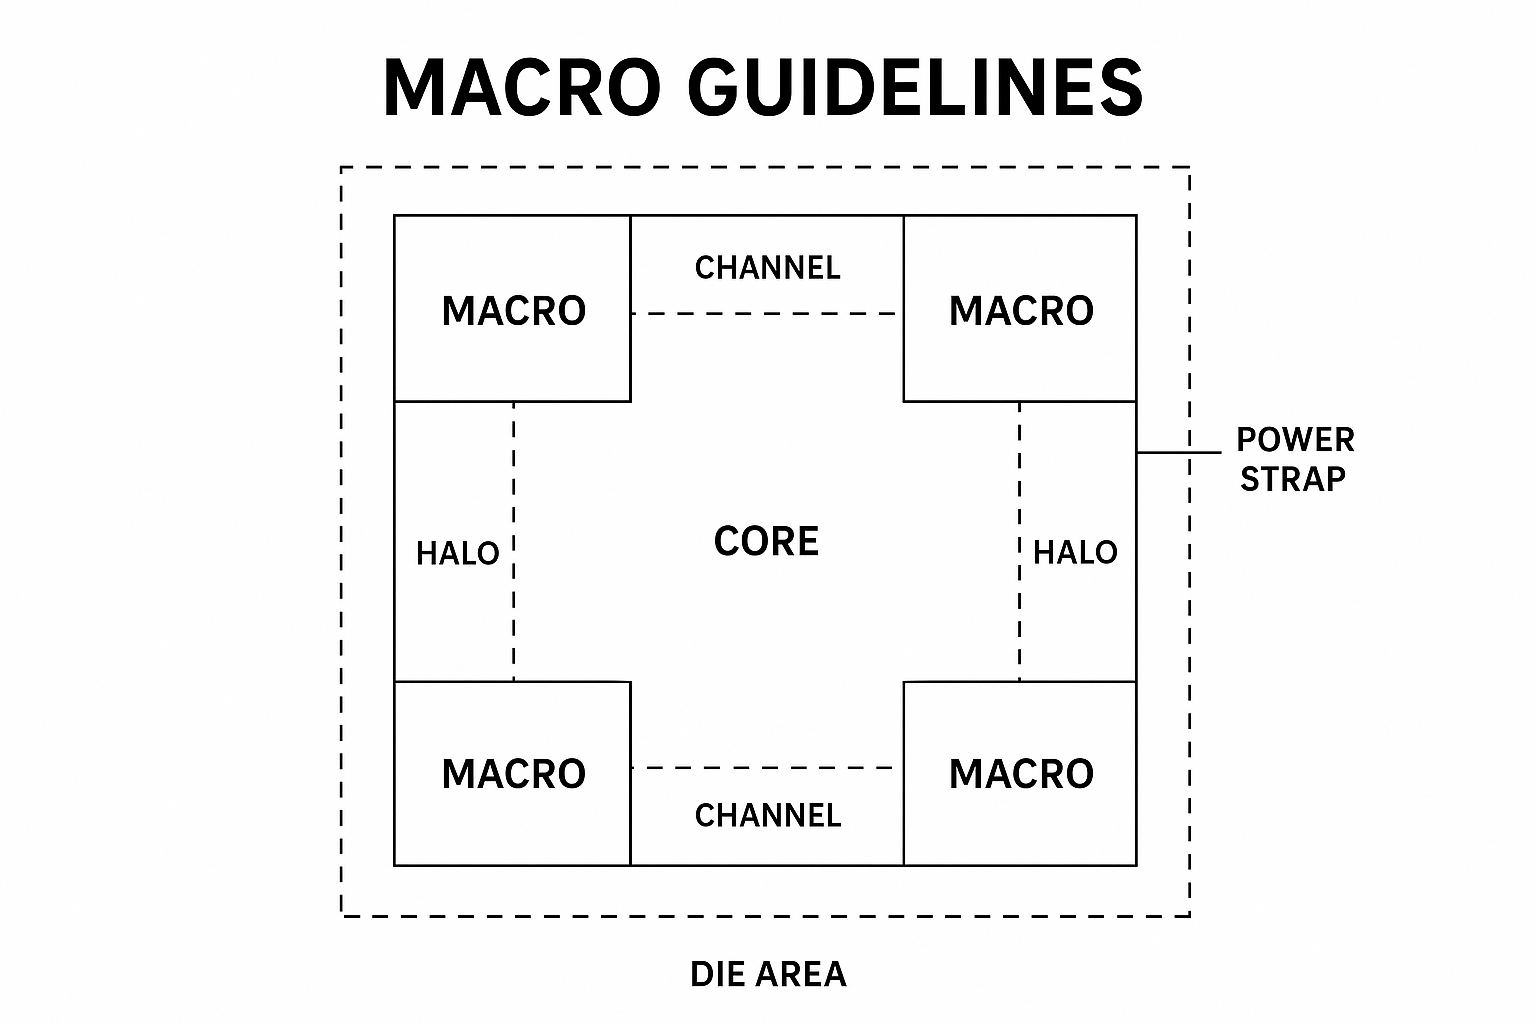 MACRO GUIDELINES
MACRO
CHANNEL
MACRO
POWER
STRAP
HALO
CORE
HALO
MACRO
CHANNEL
MACRO
DIE AREA